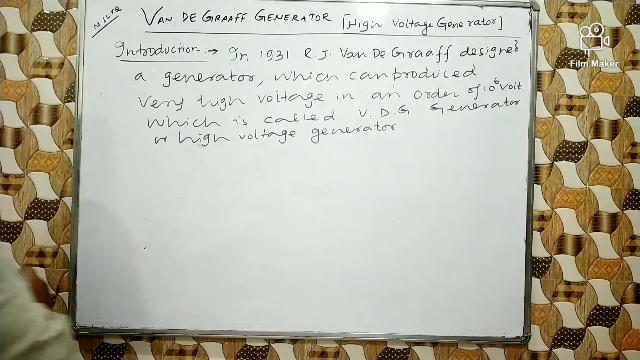 VAN DE GRAAFF GENERATOR [High Voltage Generator]
Introduction → In 1931 R.J. Van De Graaff designed
a generator, which can produced
very high voltage in an order of 10⁶ volt
which is called V.D.G Generator
or high voltage generator
Film Maker